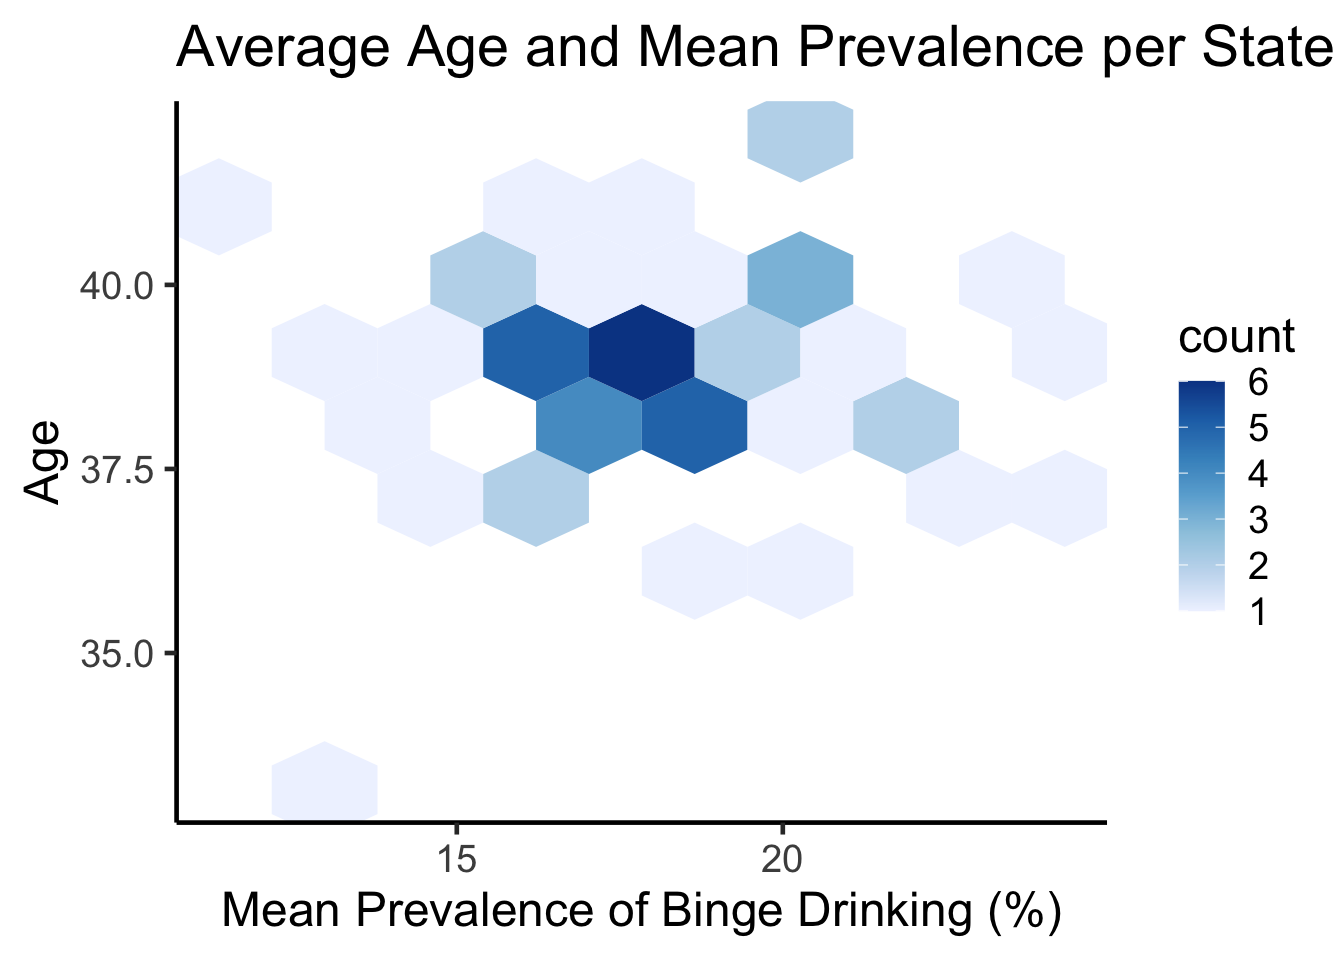 Average Age and Mean Prevalence per State
Age
40.0
37.5
35.0
15
20
Mean Prevalence of Binge Drinking (%)
count
6
5
4
3
2
1